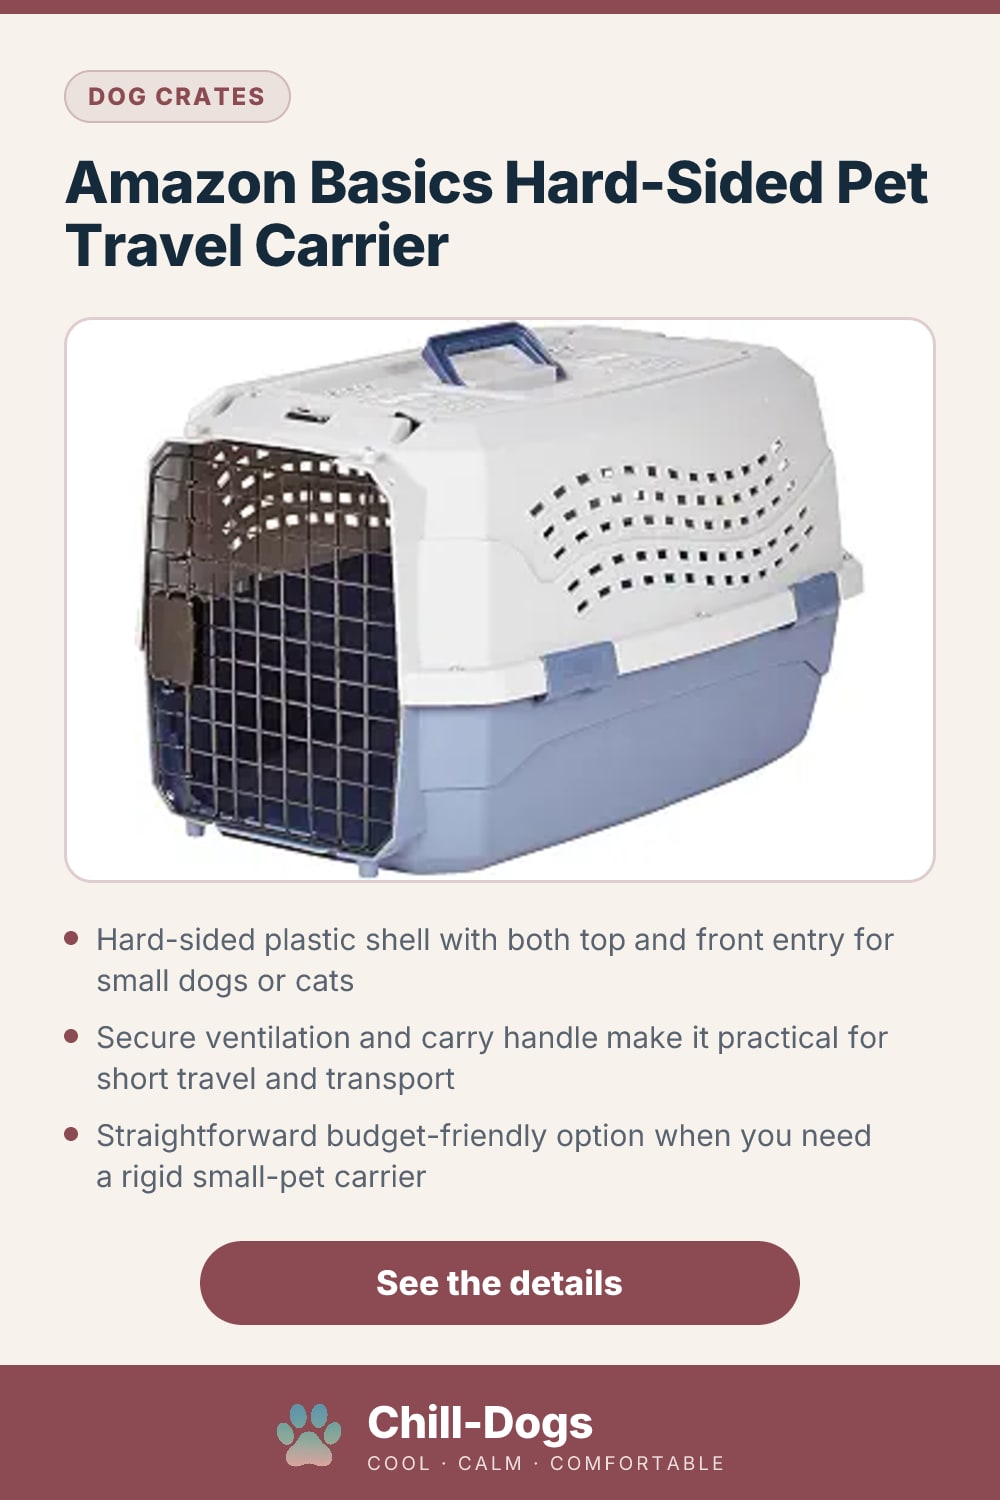 DOG CRATES
Amazon Basics Hard-Sided Pet
Travel Carrier
Hard-sided plastic shell with both top and front entry for
small dogs or cats
Secure ventilation and carry handle make it practical for
short travel and transport
Straightforward budget-friendly option when you need
a rigid small-pet carrier
See the details
Chill-Dogs
COOL · CALM · COMFORTABLE